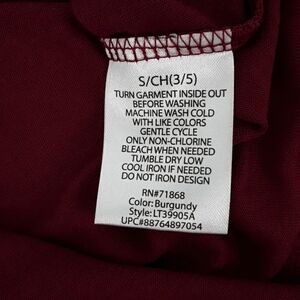 S/CH(3/5)
TURN GARMENT INSIDE OUT
BEFORE WASHING
MACHINE WASH COLD
WITH LIKE COLORS
GENTLE CYCLE
ONLY NON-CHLORINE
BLEACH WHEN NEEDED
TUMBLE DRY LOW
COOL IRON IF NEEDED
DO NOT IRON DESIGN
RN#71868
Color: Burgundy
Style: LT39905A
UPC#88764897054